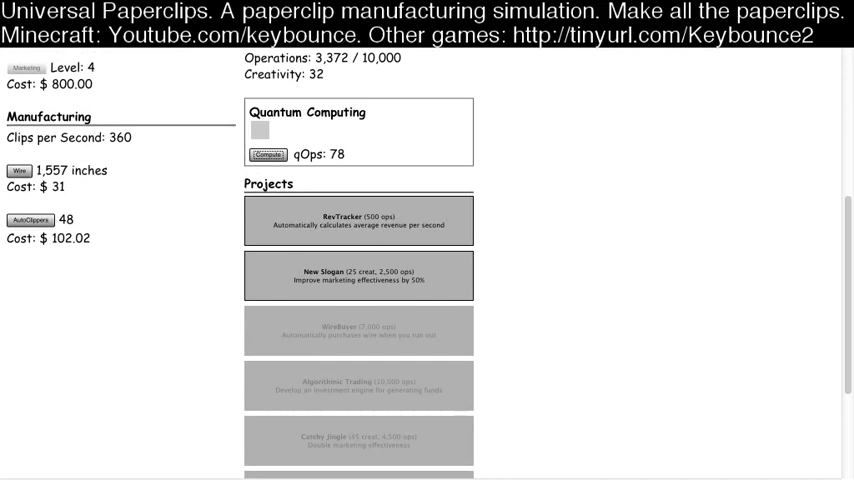 Universal Paperclips. A paperclip manufacturing simulation. Make all the paperclips.
Minecraft: Youtube.com/keybounce. Other games: http://tinyurl.com/Keybounce2
Marketing Level: 4
Cost: $ 800.00
Manufacturing
Clips per Second: 360
Wire 1,557 inches
Cost: $ 31
AutoClippers 48
Cost: $ 102.02
Operations: 3,372 / 10,000
Creativity: 32
Quantum Computing
Compute qOps: 78
Projects
RevTracker (500 ops)
Automatically calculates average revenue per second
New Slogan (25 creat, 2,500 ops)
Improve marketing effectiveness by 50%
WireBuyer (7,000 ops)
Automatically purchases wire when you run out
Algorithmic Trading (10,000 ops)
Develop an investment engine for generating funds
Catchy Jingle (45 creat, 4,500 ops)
Double marketing effectiveness